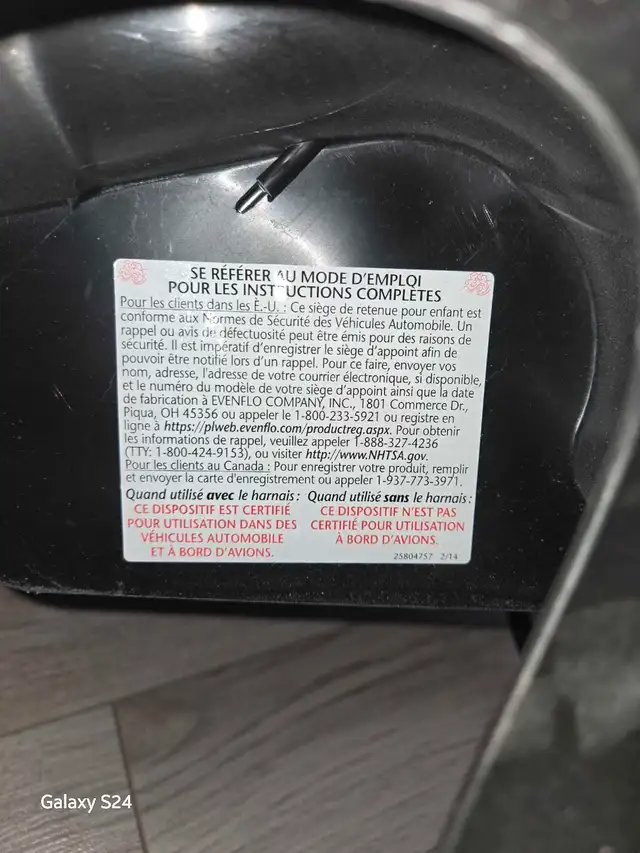 SE RÉFÉRER AU MODE D'EMPLOI
POUR LES INSTRUCTIONS COMPLÈTES
Pour les clients dans les É.-U. : Ce siège de retenue pour enfant est
conforme aux Normes de Sécurité des Véhicules Automobile. Un
rappel ou avis de défectuosité peut être émis pour des raisons de
sécurité. Il est impératif d'enregistrer le siège d'appoint afin de
pouvoir être notifié lors d'un rappel. Pour ce faire, envoyer vos
nom, adresse, l'adresse de votre courrier électronique, si disponible,
et le numéro du modèle de votre siège d'appoint ainsi que la date
de fabrication à EVENFLO COMPANY, INC., 1801 Commerce Dr.,
Piqua, OH 45356 ou appeler le 1-800-233-5921 ou registre en
ligne à https://plweb.evenflo.com/productreg.aspx. Pour obtenir
les informations de rappel, veuillez appeler 1-888-327-4236
(TTY: 1-800-424-9153), ou visiter http://www.NHTSA.gov.
Pour les clients au Canada : Pour enregistrer votre produit, remplir
et envoyer la carte d'enregistrement ou appeler 1-937-773-3971.
Quand utilisé avec le harnais :
CE DISPOSITIF EST CERTIFIÉ
POUR UTILISATION DANS DES
VÉHICULES AUTOMOBILE
ET À BORD D'AVIONS.
Quand utilisé sans le harnais :
CE DISPOSITIF N'EST PAS
CERTIFIÉ POUR UTILISATION
À BORD D'AVIONS.
25804757 2/14
Galaxy S24